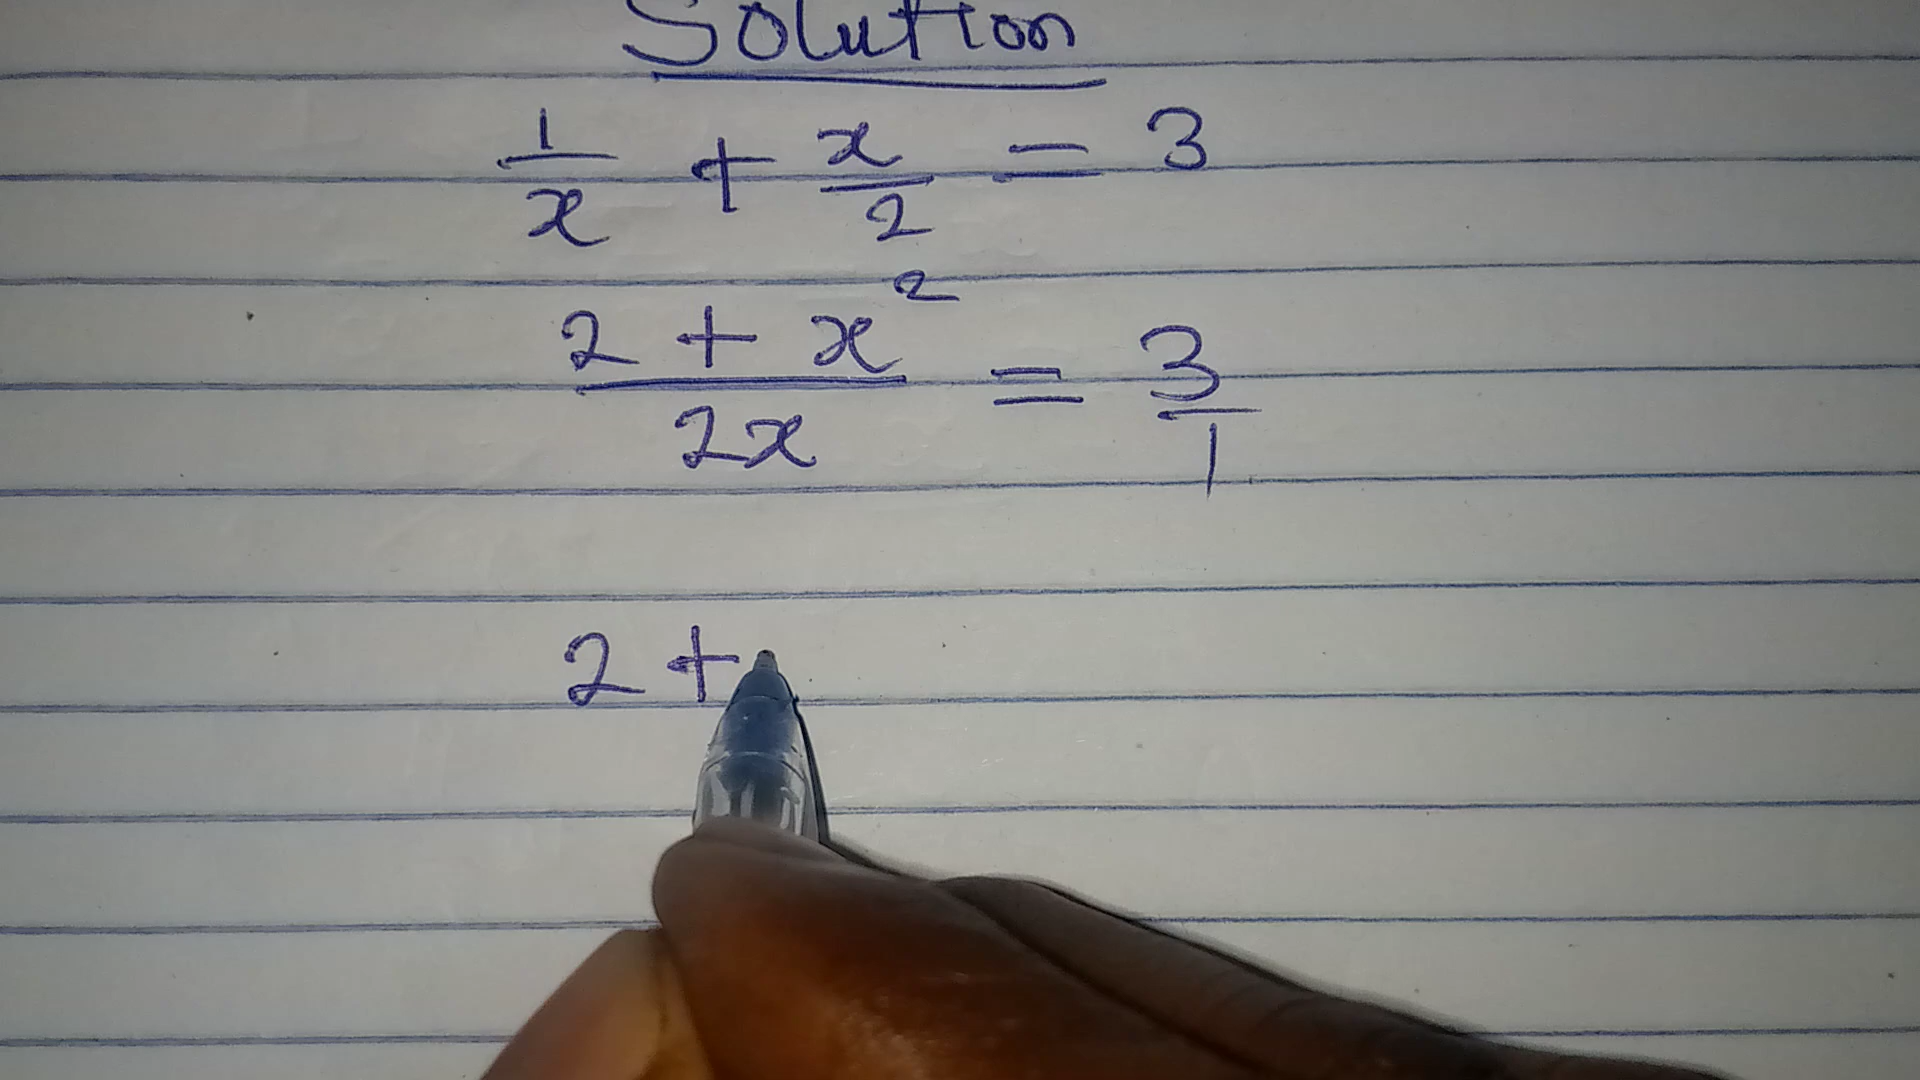 Solution
1/x + x/2 = 3
2 + x²/2x = 3/1
2 +